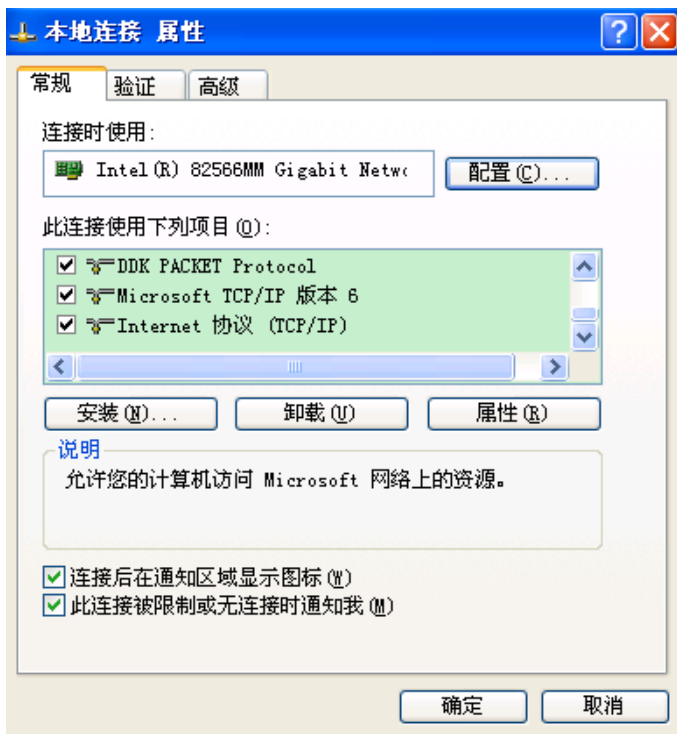 本地连接 属性
常规 验证 高级
连接时使用:
Intel(R) 82566MM Gigabit Netw
配置(C)...
此连接使用下列项目(O):
DDK PACKET Protocol
Microsoft TCP/IP 版本 6
Internet 协议 (TCP/IP)
安装(N)... 卸载(U) 属性(R)
说明
允许您的计算机访问 Microsoft 网络上的资源。
连接后在通知区域显示图标(W)
此连接被限制或无连接时通知我(M)
确定 取消